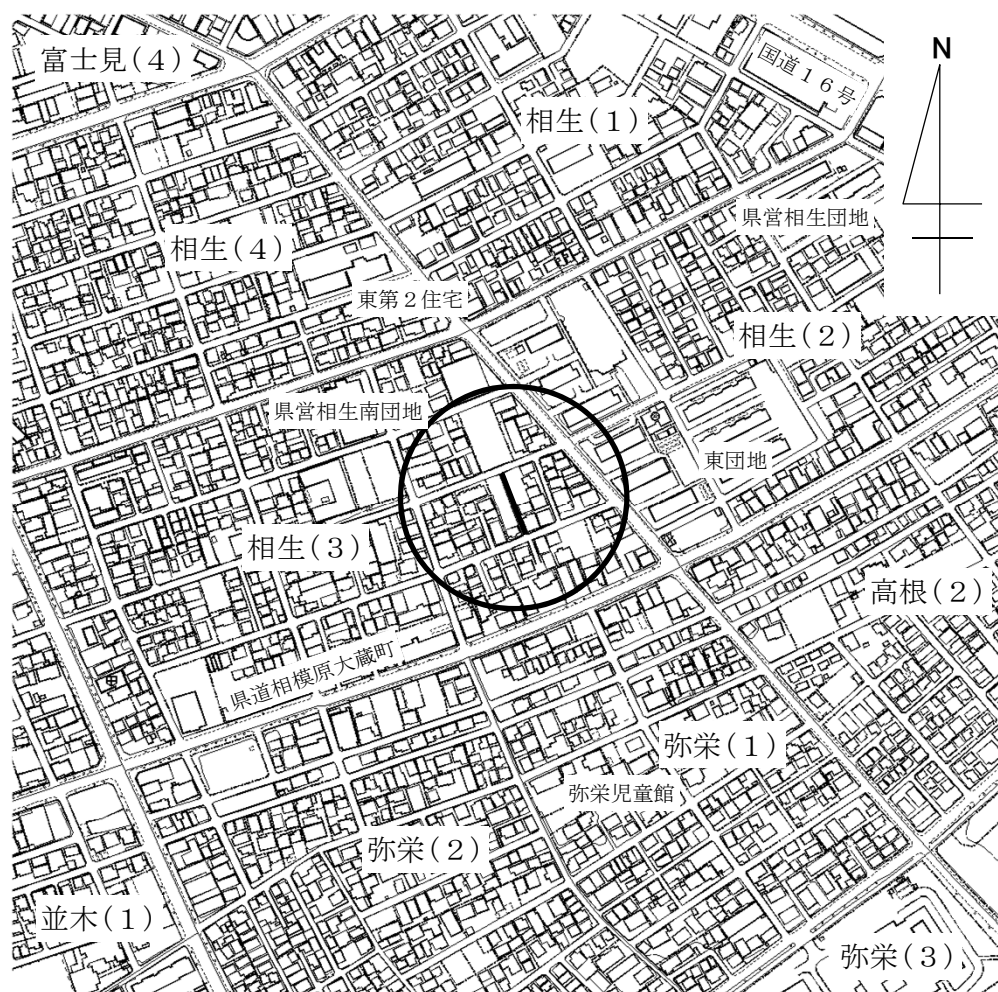 富士見(4)
国道16号
N
相生(1)
県営相生団地
相生(4)
東第2住宅
相生(2)
県営相生南団地
東団地
相生(3)
高根(2)
県道相模原大蔵町
弥栄(1)
弥栄児童館
弥栄(2)
並木(1)
弥栄(3)